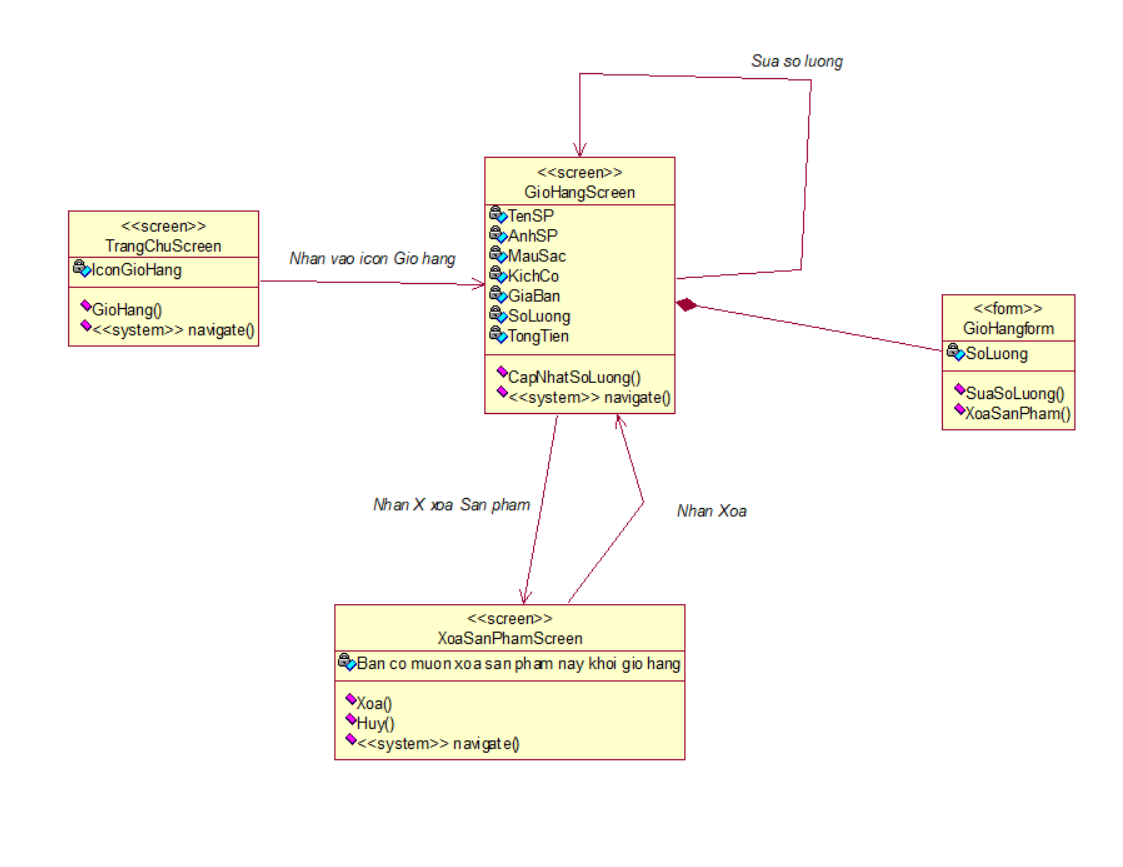 Sua so luong
<<screen>>
GioHangScreen
TenSP
AnhSP
MauSac
KichCo
GiaBan
SoLuong
TongTien
CapNhatSoLuong()
<<system>> navigate()
<<screen>>
TrangChuScreen
IconGioHang
GioHang()
<<system>> navigate()
Nhan vao icon Gio hang
<<form>>
GioHangform
SoLuong
SuaSoLuong()
XoaSanPham()
Nhan X xoa San pham
Nhan Xoa
<<screen>>
XoaSanPhamScreen
Ban co muon xoa san pham nay khoi gio hang
Xoa()
Huy()
<<system>> navigate()